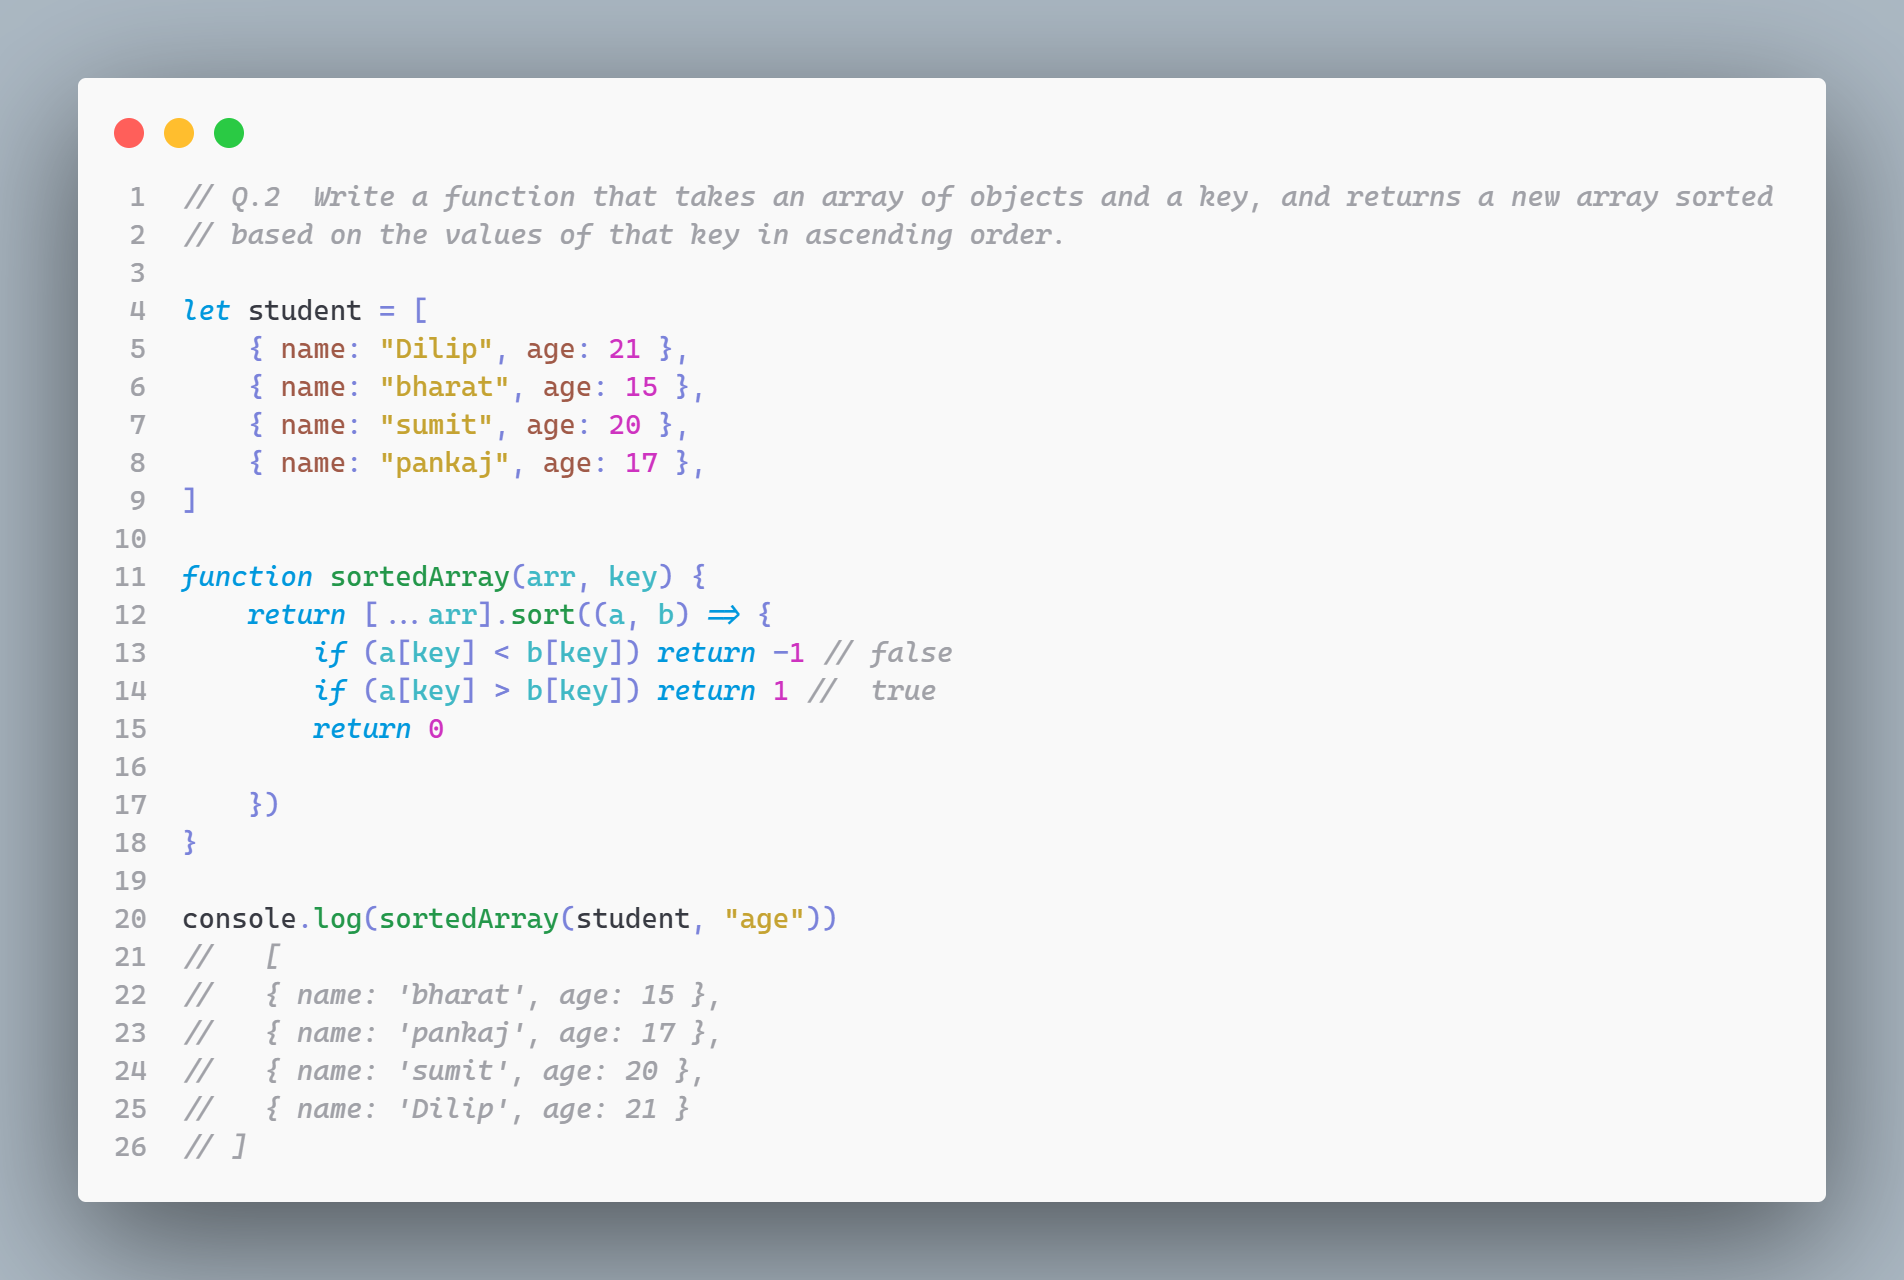 1 // Q.2  Write a function that takes an array of objects and a key, and returns a new array sorted
2 // based on the values of that key in ascending order.
3
4 let student = [
5     { name: "Dilip", age: 21 },
6     { name: "bharat", age: 15 },
7     { name: "sumit", age: 20 },
8     { name: "pankaj", age: 17 },
9 ]
10
11 function sortedArray(arr, key) {
12     return [...arr].sort((a, b) => {
13         if (a[key] < b[key]) return -1 // false
14         if (a[key] > b[key]) return 1 //  true
15         return 0
16
17     })
18 }
19
20 console.log(sortedArray(student, "age"))
21 //   [
22 //   { name: 'bharat', age: 15 },
23 //   { name: 'pankaj', age: 17 },
24 //   { name: 'sumit', age: 20 },
25 //   { name: 'Dilip', age: 21 }
26 // ]